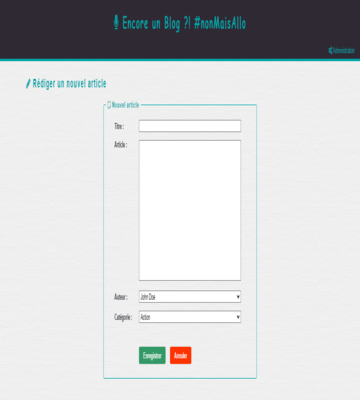 Encore un Blog ?! #nonMaisAllo
Administration
Rédiger un nouvel article
Nouvel article
Titre :
Article :
Auteur :
John Doe
Catégorie :
Action
Enregistrer
Annuler